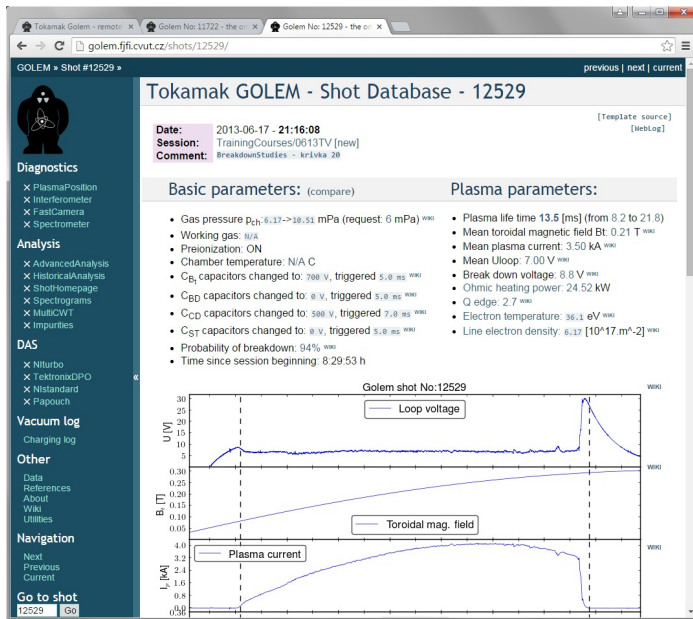 Tokamak Golem - remote
Golem No: 11722 - the on
Golem No: 12529 - the on
golem.fjfi.cvut.cz/shots/12529/
GOLEM » Shot #12529 »
previous | next | current
Diagnostics
PlasmaPosition
Interferometer
FastCamera
Spectrometer
Analysis
AdvancedAnalysis
HistoricalAnalysis
ShotHomepage
Spectrograms
MultiCWT
Impurities
DAS
NIturbo
TektronixDPO
NIstandard
Papouch
«
Vacuum log
Charging log
Other
Data
References
About
Wiki
Utilities
Navigation
Next
Previous
Current
Go to shot
12529 Go
Tokamak GOLEM - Shot Database - 12529
[Template source]
[WebLog]
Date: 2013-06-17 - 21:16:08
Session: TrainingCourses/0613TV [new]
Comment: BreakdownStudies - krivka 20
Basic parameters: (compare)
Gas pressure pch: 6.17->10.51 mPa (request: 6 mPa) WIKI
Working gas: N/A
Preionization: ON
Chamber temperature: N/A C
CBt capacitors changed to: 700 V, triggered 5.0 ms WIKI
CBD capacitors changed to: 0 V, triggered 5.0 ms WIKI
CCD capacitors changed to: 500 V, triggered 7.0 ms WIKI
CST capacitors changed to: 0 V, triggered 5.0 ms WIKI
Probability of breakdown: 94% WIKI
Time since session beginning: 8:29:53 h
Plasma parameters:
Plasma life time 13.5 [ms] (from 8.2 to 21.8)
Mean toroidal magnetic field Bt: 0.21 T WIKI
Mean plasma current: 3.50 kA WIKI
Mean Uloop: 7.00 V WIKI
Break down voltage: 8.8 V WIKI
Ohmic heating power: 24.52 kW
Q edge: 2.7 WIKI
Electron temperature: 36.1 eV WIKI
Line electron density: 6.17 [10^17.m^-2] WIKI
Golem shot No:12529
WIKI
U [V]
30
25
20
15
10
5
Loop voltage
WIKI
Bt [T]
0.30
0.25
0.20
0.15
0.10
0.05
Toroidal mag. field
WIKI
Ip [kA]
4.0
3.2
2.4
1.6
0.8
0.0
0.36
Plasma current